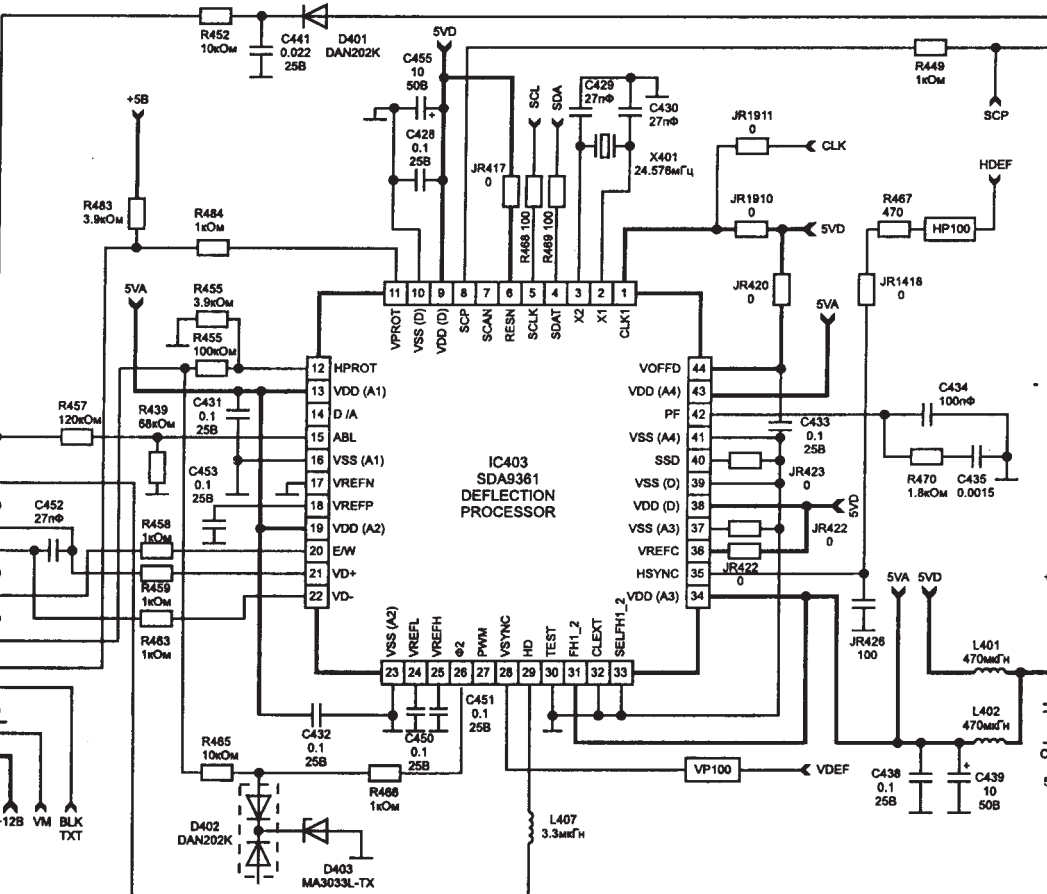 R452
10кОм
C441
0.022
25В
D401
DAN202K
5VD
C455
10
50В
+
C428
0.1
25В
SCL
SDA
C429
27пФ
C430
27пФ
X401
24.576мГц
R449
1кОм
SCP
JR1911
0
CLK
HDEF
+5В
R483
3.9кОм
R484
1кОм
JR417
0
R468 100
R469 100
JR1910
0
5VD
R467
470
HP100
JR420
0
JR1418
0
5VA
5VA
R455
3.9кОм
R455
100кОм
11
10
9
8
7
6
5
4
3
2
1
VPROT
VSS (D)
VDD (D)
SCP
SCAN
RESN
SCLK
SDAT
X2
X1
CLK1
12 HPROT
13 VDD (A1)
14 D /A
15 ABL
16 VSS (A1)
17 VREFN
18 VREFP
19 VDD (A2)
20 E/W
21 VD+
22 VD-
VOFFD 44
VDD (A4) 43
PF 42
VSS (A4) 41
SSD 40
VSS (D) 39
VDD (D) 38
VSS (A3) 37
VREFC 36
HSYNC 35
VDD (A3) 34
IC403
SDA9361
DEFLECTION
PROCESSOR
R457
120кОм
R439
68кОм
C431
0.1
25В
C453
0.1
25В
C452
27пФ
R458
1кОм
R459
1кОм
R463
1кОм
C433
0.1
25В
JR423
0
5VD
JR422
0
JR422
0
C434
100пФ
R470
1.8кОм
C435
0.0015
JR426
100
5VA
5VD
L401
470мкГн
L402
470мкГн
VSS (A2)
VREFL
VREFH
Φ2
PWM
VSYNC
HD
TEST
FH1_2
CLEXT
SELFH1_2
23
24
25
26
27
28
29
30
31
32
33
C432
0.1
25В
C450
0.1
25В
C451
0.1
25В
R465
10кОм
R466
1кОм
VP100
VDEF
C438
0.1
25В
+
C439
10
50В
D402
DAN202K
D403
MA3033L-TX
L407
3.3мкГн
+12В
VM
BLK
TXT